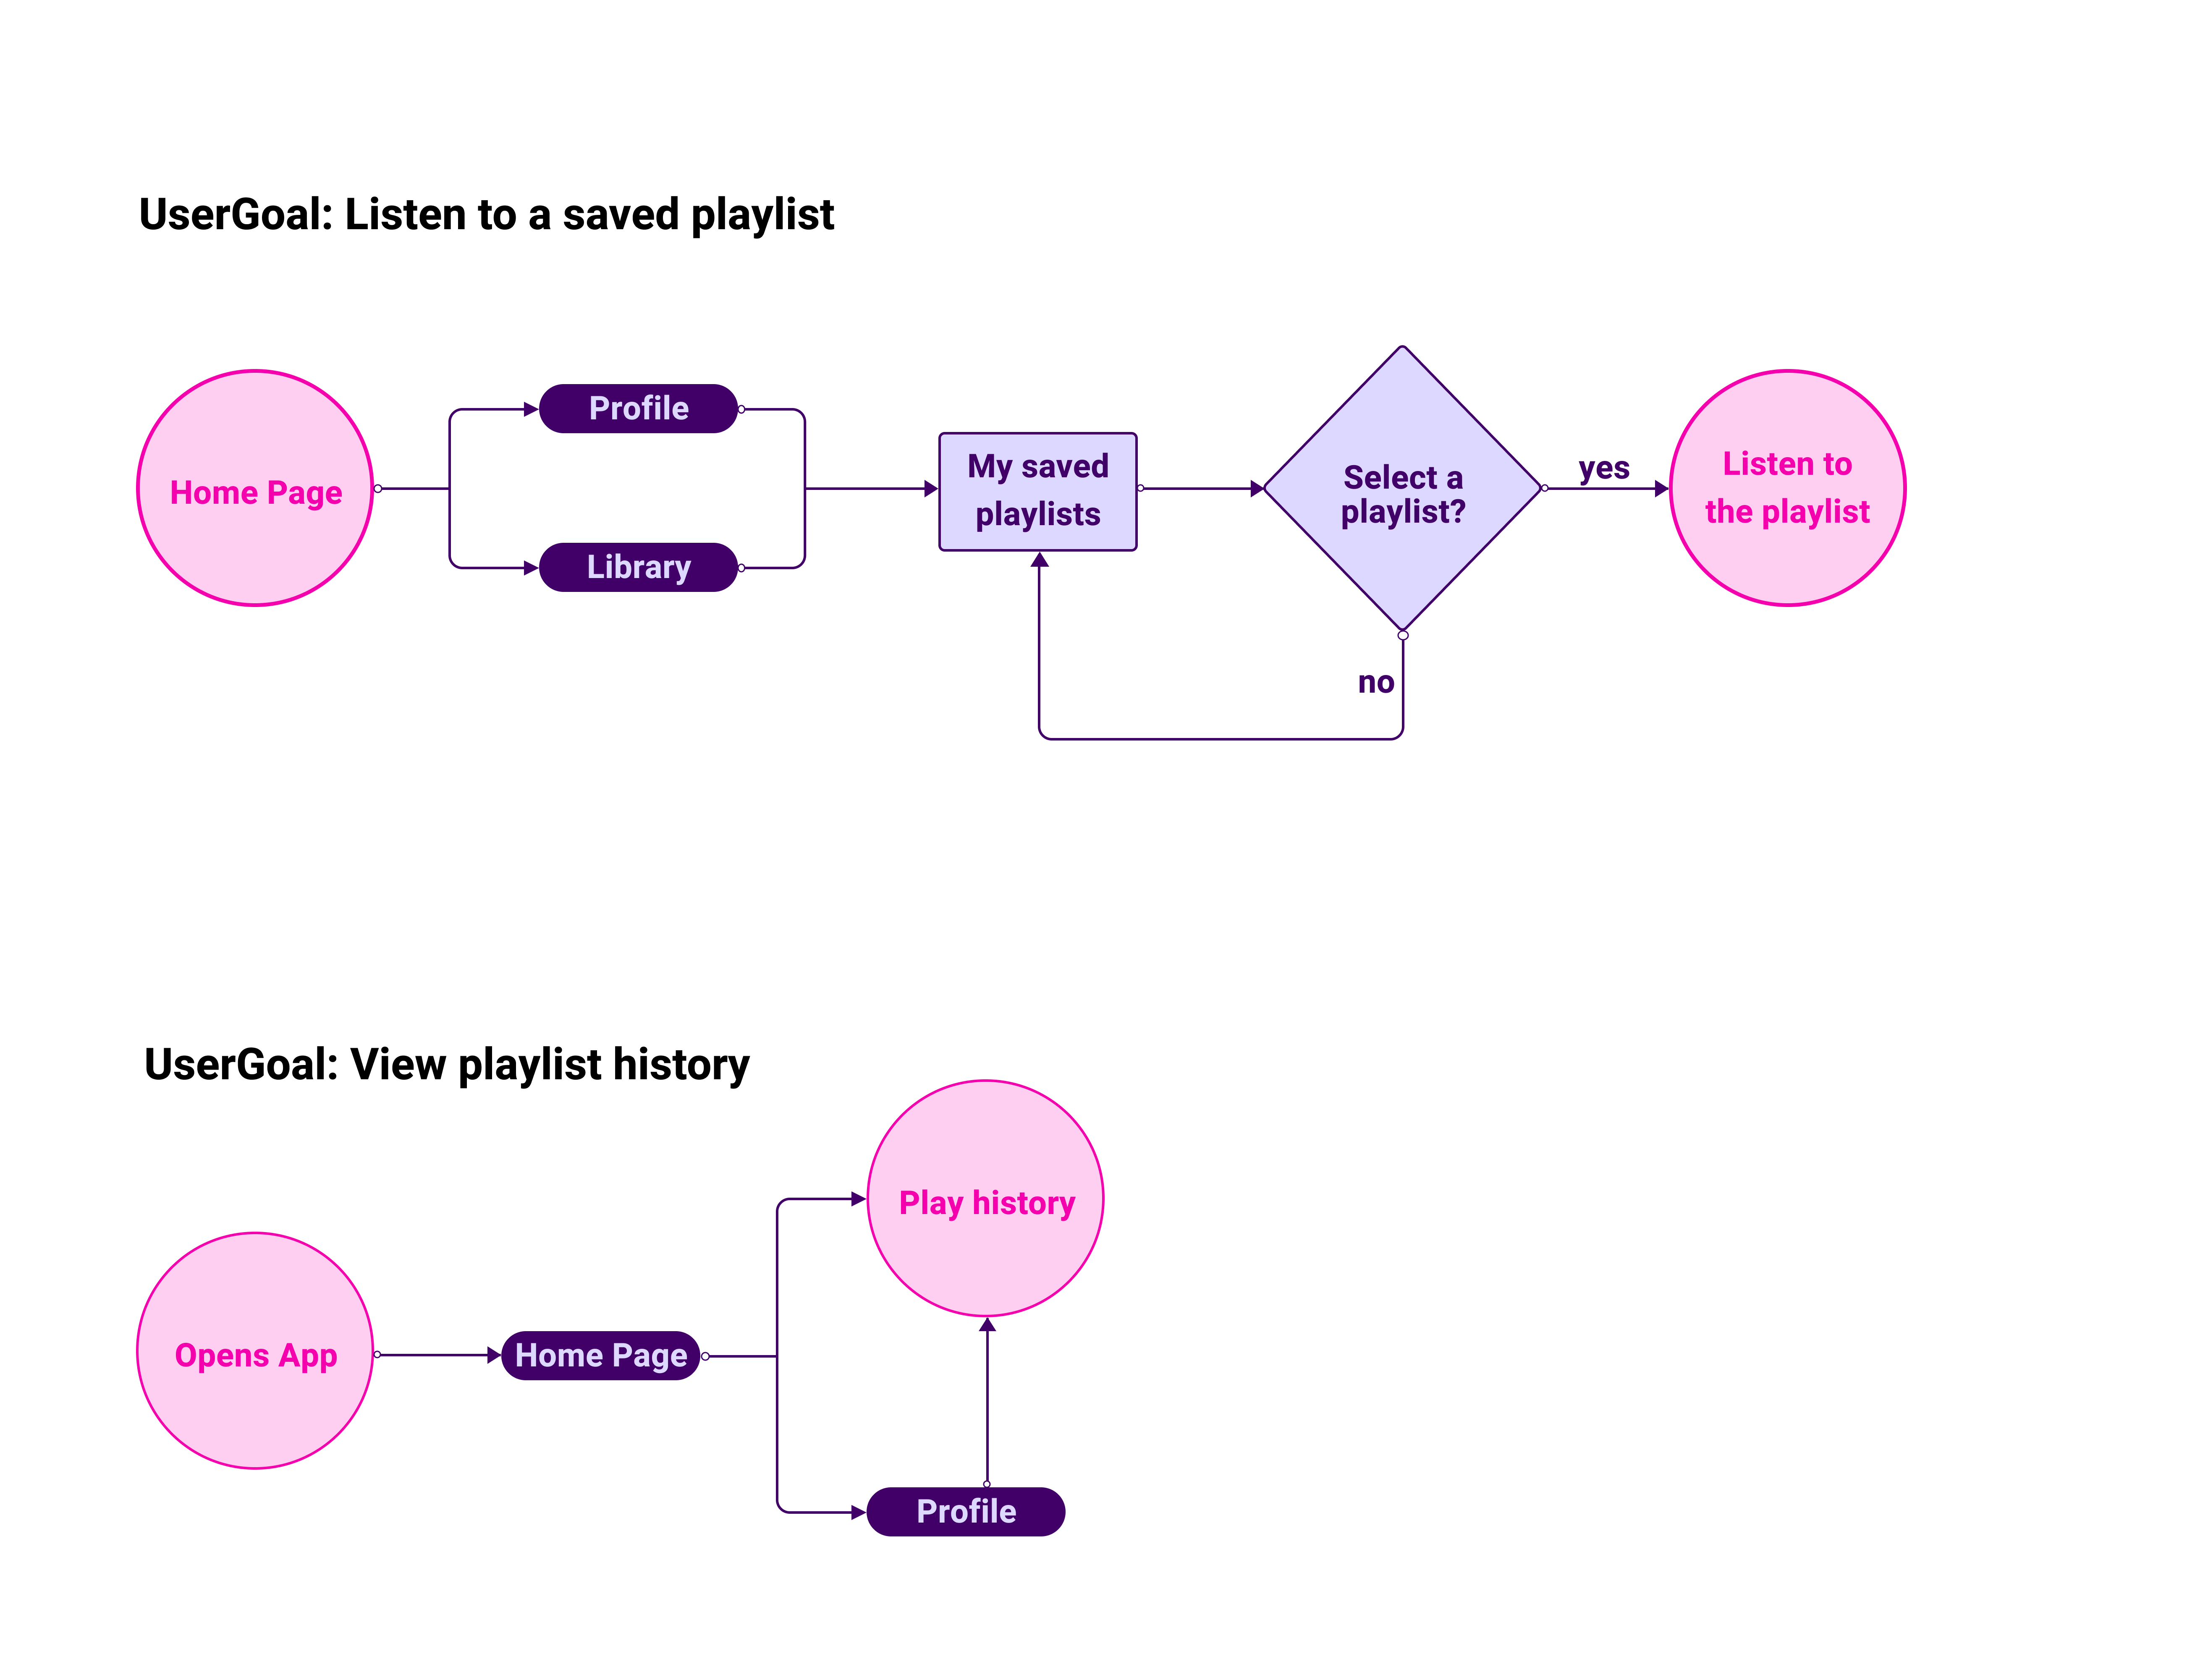 UserGoal: Listen to a saved playlist
Home Page
Profile
Library
My saved
playlists
Select a
playlist?
yes
no
Listen to
the playlist
UserGoal: View playlist history
Opens App
Home Page
Play history
Profile